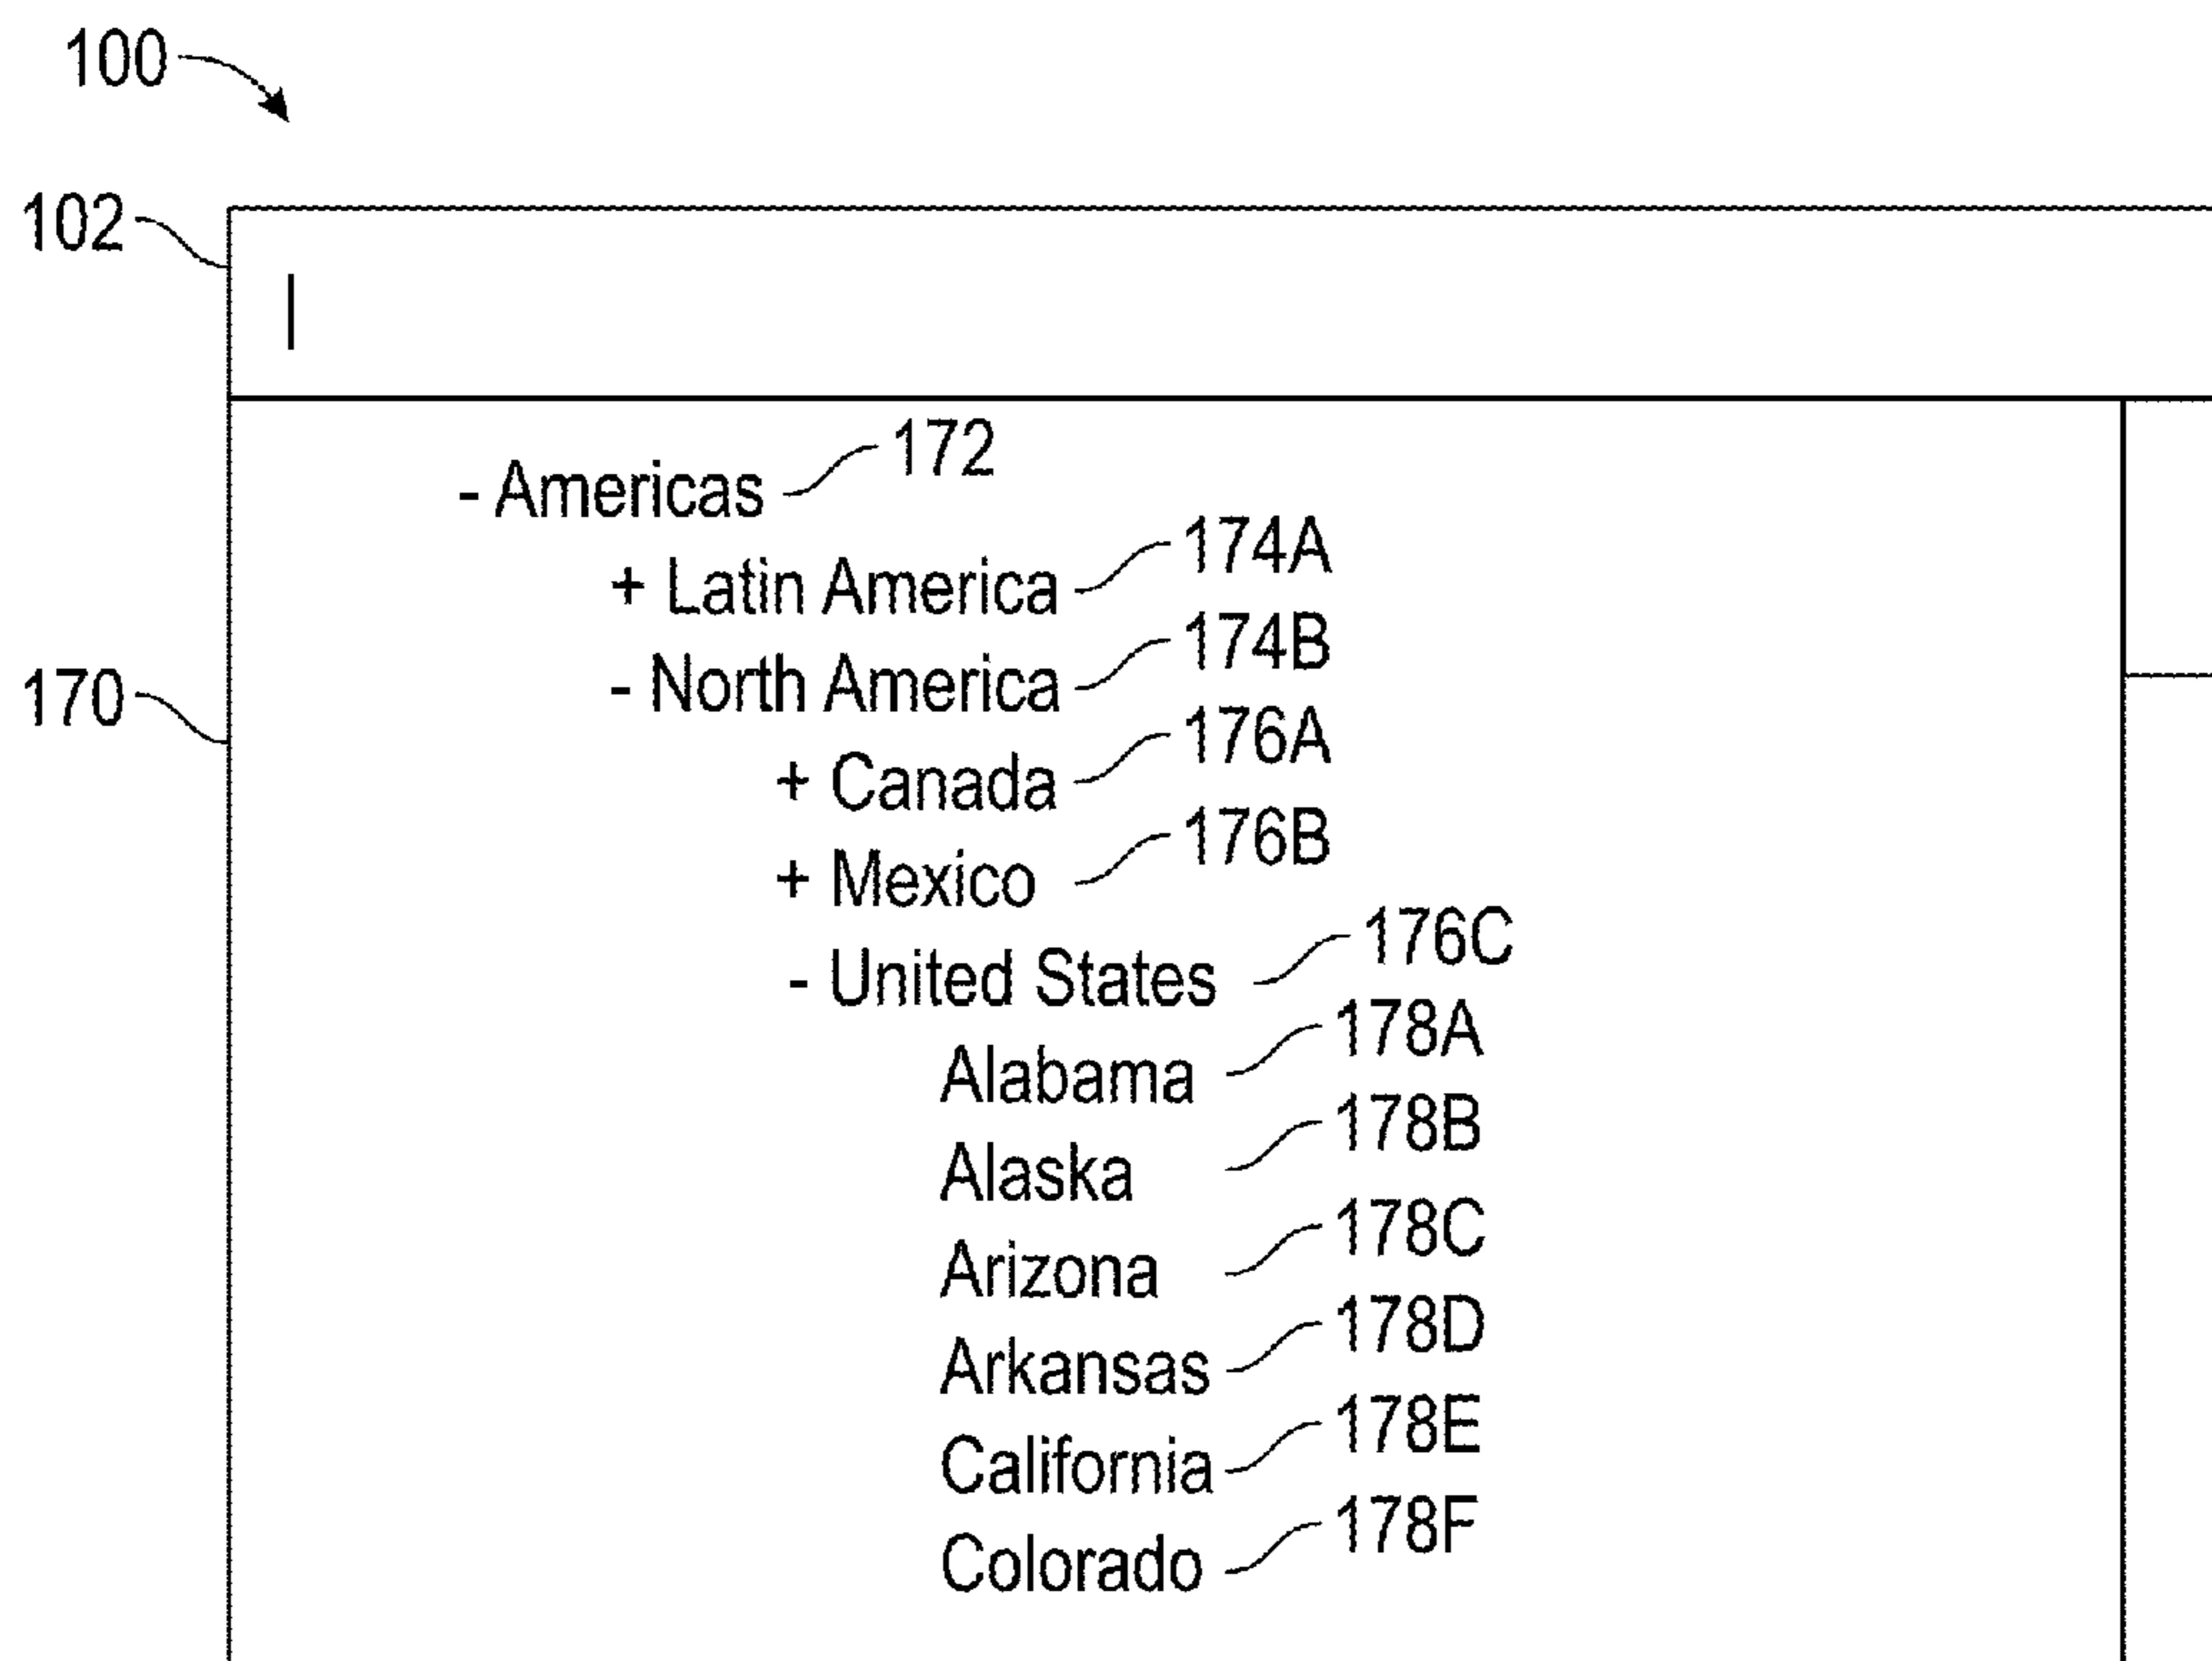 100
102
- Americas 172
+ Latin America 174A
- North America 174B
170
+ Canada 176A
+ Mexico 176B
- United States 176C
Alabama 178A
Alaska 178B
Arizona 178C
Arkansas 178D
California 178E
Colorado 178F